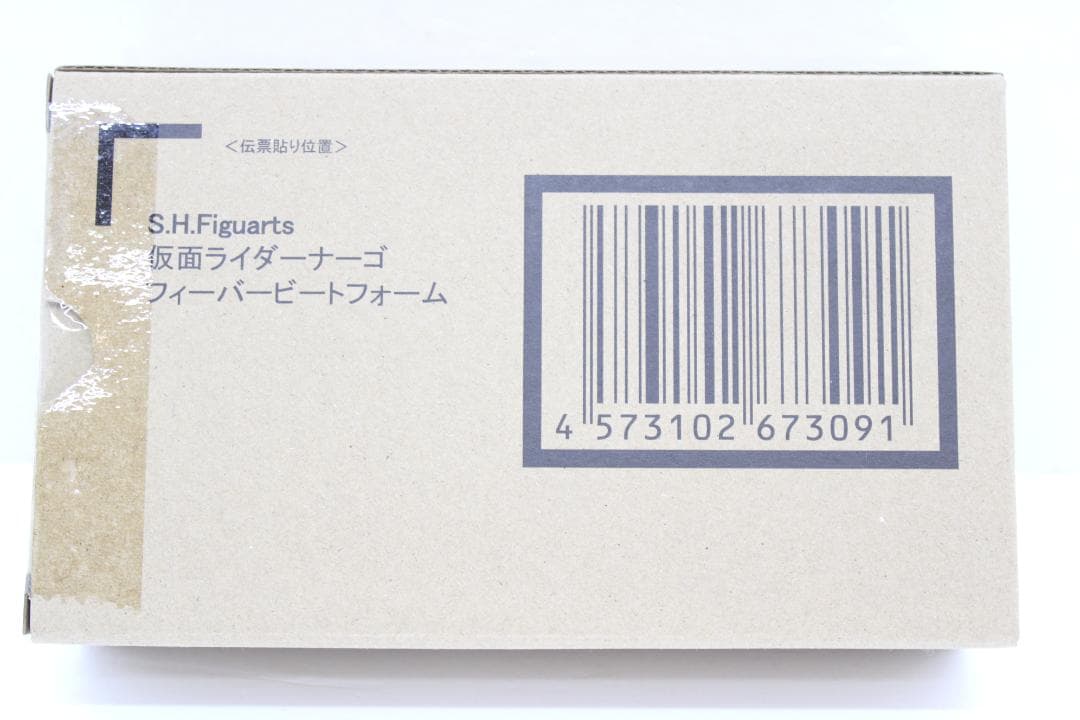 ＜伝票貼り位置＞
S.H.Figuarts
仮面ライダーナーゴ
フィーバービートフォーム
4 573102 673091